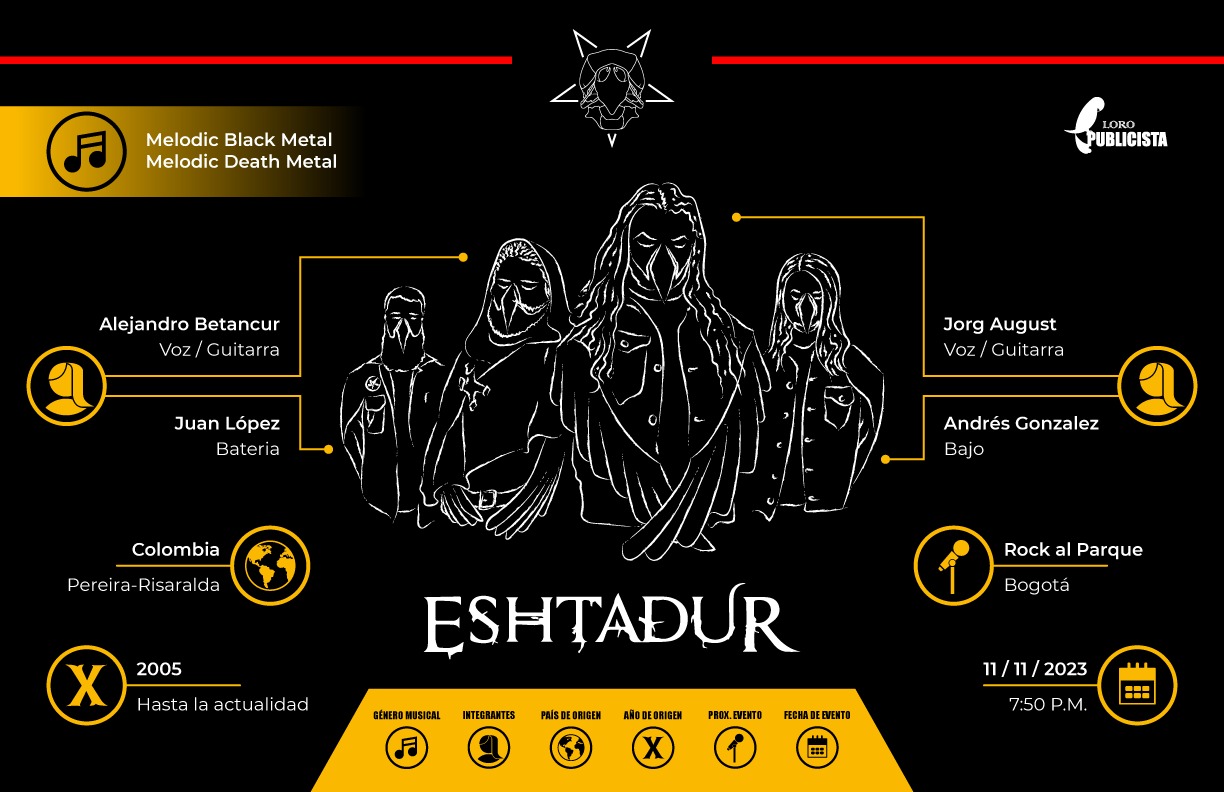 Melodic Black Metal
Melodic Death Metal
LORO
PUBLICISTA
Alejandro Betancur
Voz / Guitarra
Juan López
Bateria
Jorg August
Voz / Guitarra
Andrés Gonzalez
Bajo
Colombia
Pereira-Risaralda
Rock al Parque
Bogotá
ESHTADUR
X
2005
Hasta la actualidad
11 / 11 / 2023
7:50 P.M.
GÉNERO MUSICAL INTEGRANTES PAÍS DE ORIGEN AÑO DE ORIGEN PROX. EVENTO FECHA DE EVENTO
X